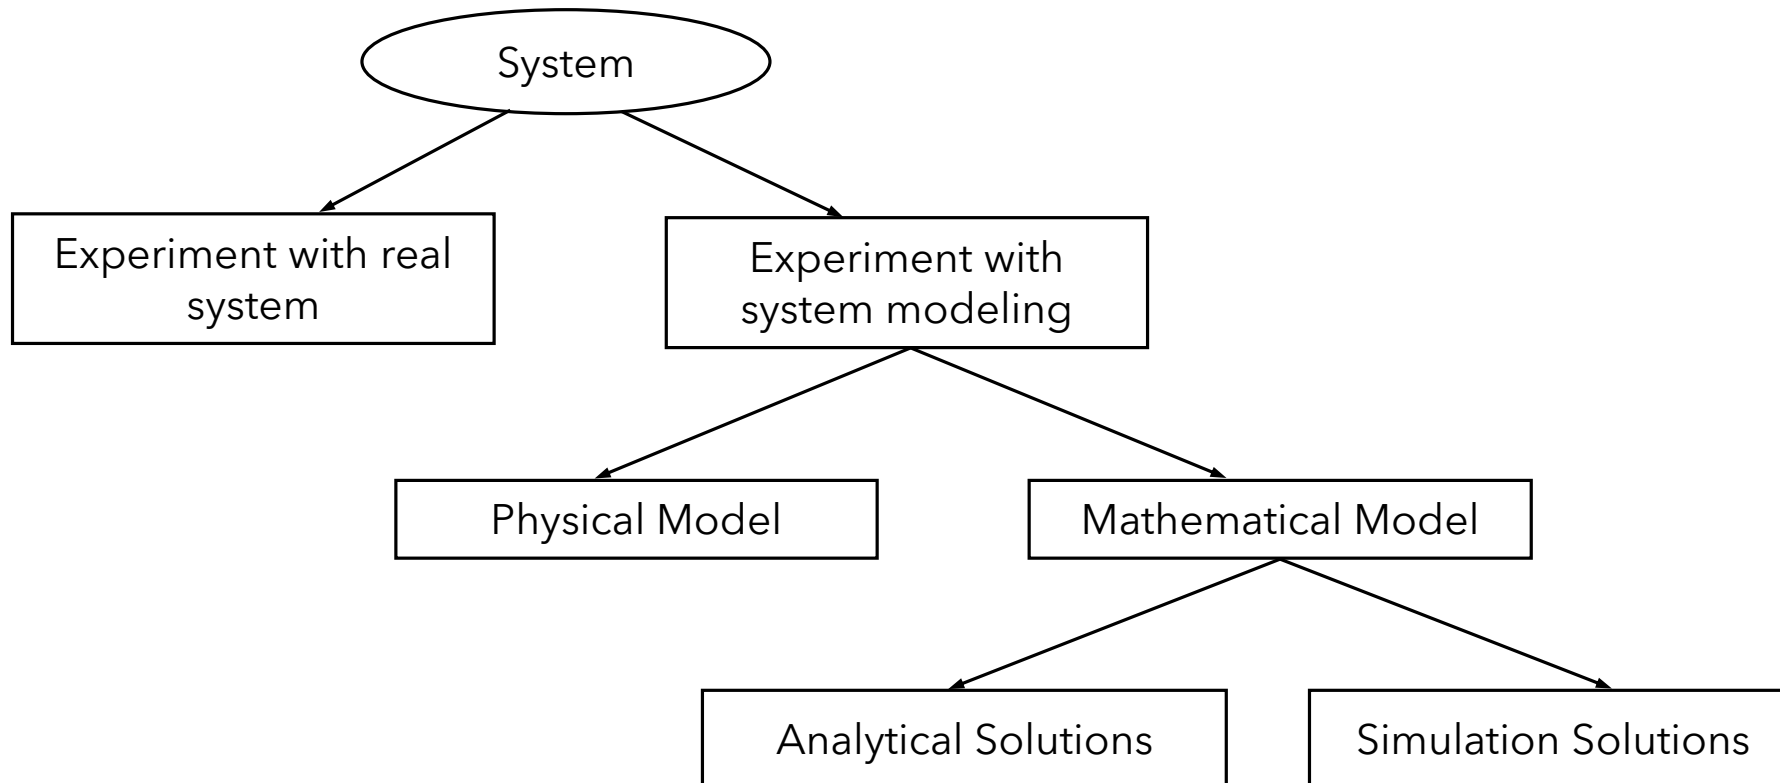 System
Experiment with real
system
Experiment with
system modeling
Physical Model
Mathematical Model
Analytical Solutions
Simulation Solutions